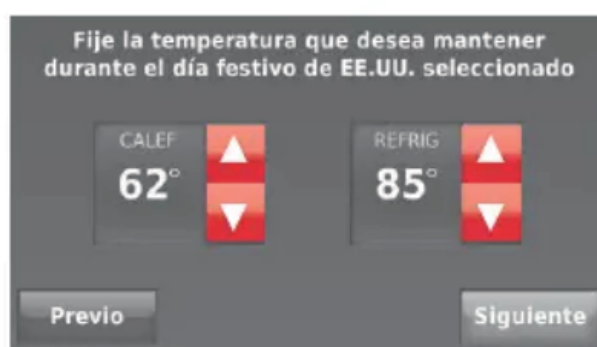 Fije la temperatura que desea mantener
durante el día festivo de EE.UU. seleccionado
CALEF
REFRIG
62°
85°
Previo
Siguiente